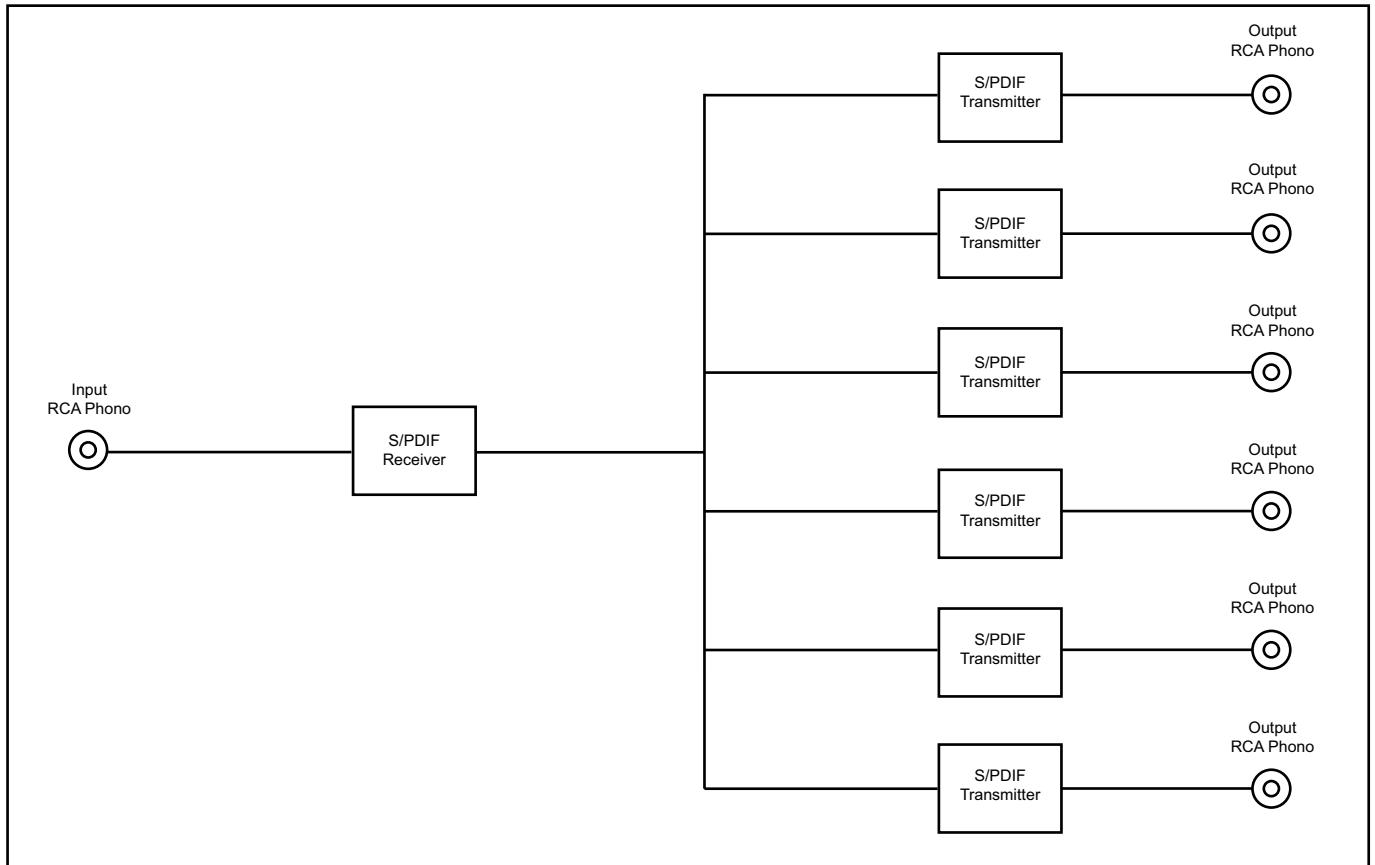 Output
RCA Phono
S/PDIF
Transmitter
Output
RCA Phono
S/PDIF
Transmitter
Output
RCA Phono
S/PDIF
Transmitter
Input
RCA Phono
S/PDIF
Receiver
Output
RCA Phono
S/PDIF
Transmitter
Output
RCA Phono
S/PDIF
Transmitter
Output
RCA Phono
S/PDIF
Transmitter